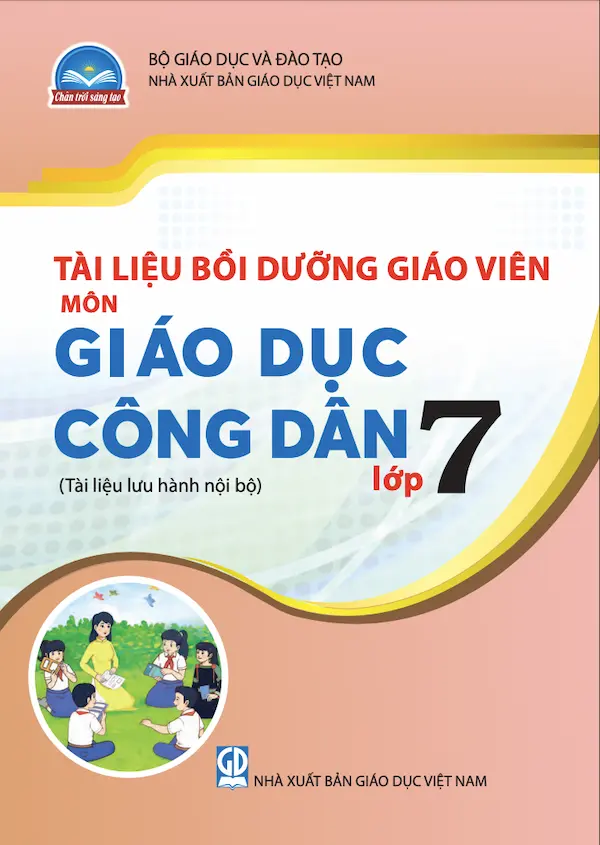 BỘ GIÁO DỤC VÀ ĐÀO TẠO
NHÀ XUẤT BẢN GIÁO DỤC VIỆT NAM
Chân trời sáng tạo
TÀI LIỆU BỒI DƯỠNG GIÁO VIÊN
MÔN
GIÁO DỤC
CÔNG DÂN
lớp 7
(Tài liệu lưu hành nội bộ)
GD
NHÀ XUẤT BẢN GIÁO DỤC VIỆT NAM